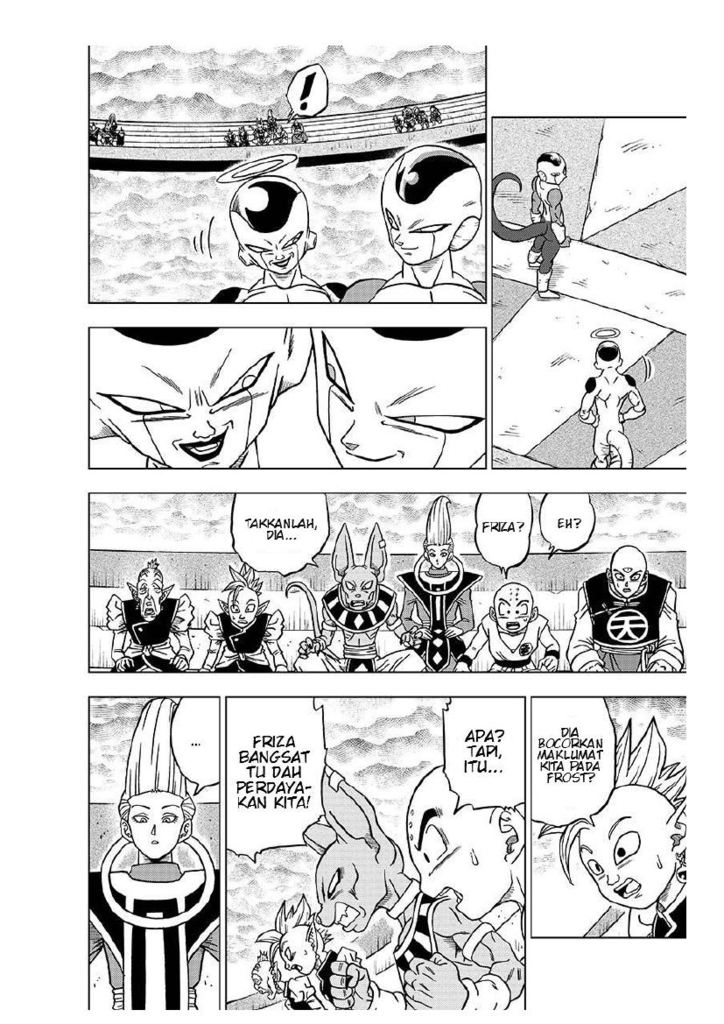 !
EH?
FRIZA?
TAKKANLAH,
DIA...
天
DIA
BOCORKAN
MAKLUMAT
KITA PADA
FROST?
APA?
TAPI,
ITU...
FRIZA
BANGSAT
TU DAH
PERDAYA-
KAN KITA!
...